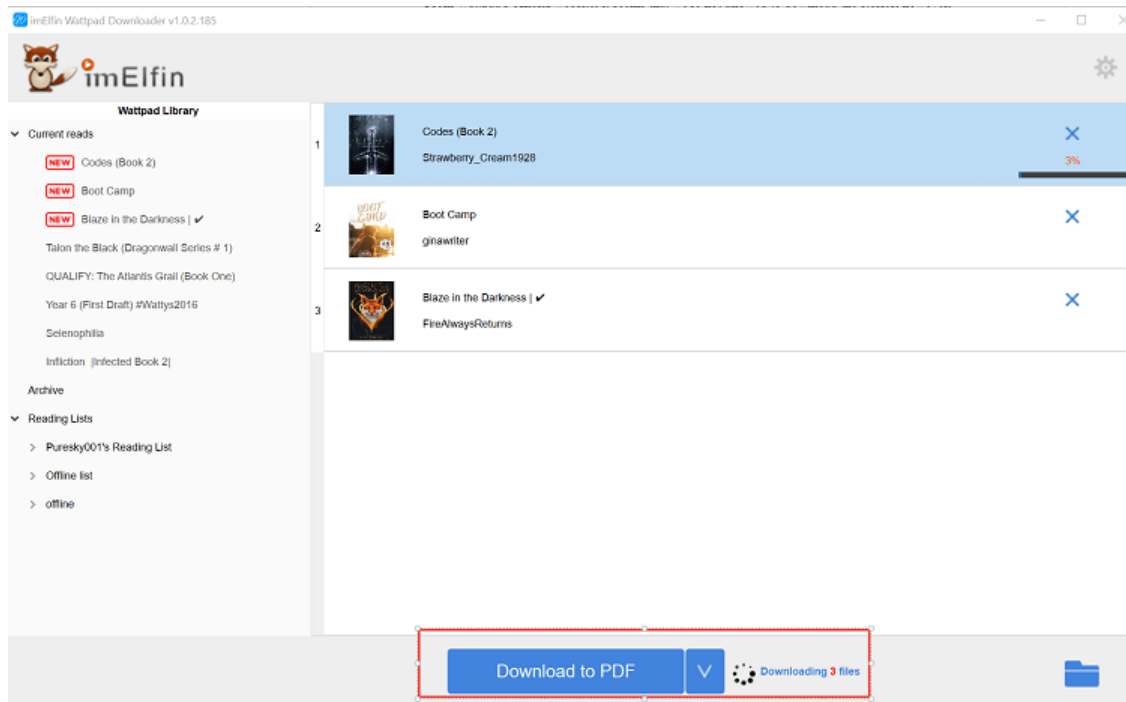 imElfin Wattpad Downloader v1.0.2.185
imElfin
Wattpad Library
Current reads
NEW Codes (Book 2)
NEW Boot Camp
NEW Blaze in the Darkness | ✔
Talon the Black (Dragonwall Series # 1)
QUALIFY: The Atlantis Grail (Book One)
Year 6 (First Draft) #Wattys2016
Selenophilia
Infliction |Infected Book 2|
Archive
Reading Lists
Puresky001's Reading List
Offline list
offline
1
Codes (Book 2)
Strawberry_Cream1928
3%
2
BOOT
CAMP
Boot Camp
ginawriter
3
Blaze in the Darkness | ✔
FireAlwaysReturns
Download to PDF
Downloading 3 files